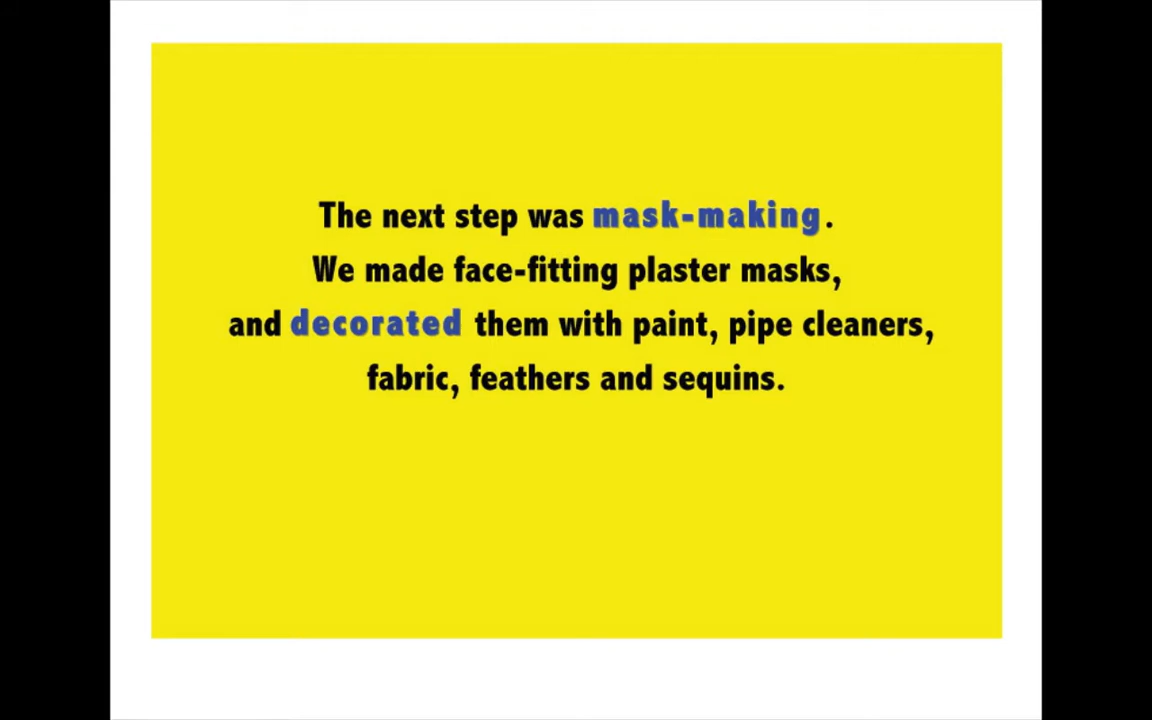 The next step was mask-making.
We made face-fitting plaster masks,
and decorated them with paint, pipe cleaners,
fabric, feathers and sequins.